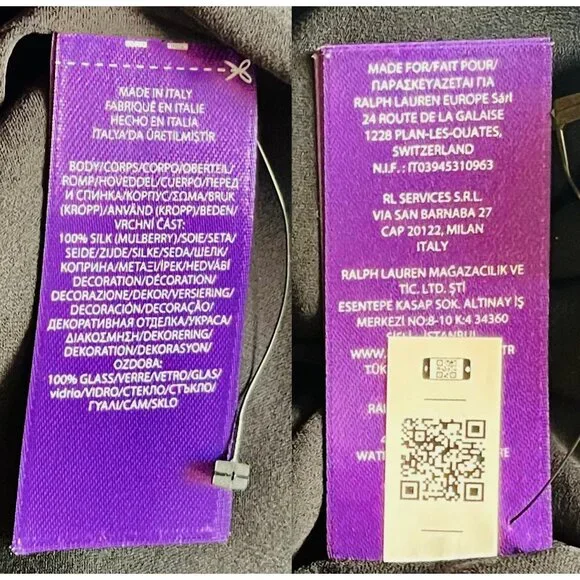 MADE IN ITALY
FABRIQUÉ EN ITALIE
HECHO EN ITALIA
İTALYA'DA ÜRETİLMİŞTİR
BODY/CORPS/CORPO/OBERTEIL/
ROMP/HOVEDDEL/CUERPO/ПЕРЕД
И СПИНКА/КОРПУС/ΣΩΜΑ/BRUK
(KROPP)/ANVÄND (KROPP)/BEDEN/
VRCHNÍ ČÁST:
100% SILK (MULBERRY)/SOIE/SETA/
SEIDE/ZIJDE/SILKE/SEDA/ШЕЛК/
КОПРИНА/ΜΕΤΑΞΙ/İPEK/HEDVÁBÍ
DECORATION/DÉCORATION/
DECORAZIONE/DEKOR/VERSIERING/
DECORACIÓN/DECORAÇÃO/
ДЕКОРАТИВНАЯ ОТДЕЛКА/УКРАСА/
ΔΙΑΚΟΣΜΗΣΗ/DEKORERING/
DEKORATION/DEKORASYON/
OZDOBA:
100% GLASS/VERRE/VETRO/GLAS/
vidrio/VIDRO/СТЕКЛО/СТЪКЛО/
ΓΥΑΛΙ/CAM/SKLO
MADE FOR/FAIT POUR/
ΠΑΡΑΣΚΕΥΑΖΕΤΑΙ ΓΙΑ
RALPH LAUREN EUROPE Sàrl
24 ROUTE DE LA GALAISE
1228 PLAN-LES-OUATES,
SWITZERLAND
N.I.F.: IT03945310963
RL SERVICES S.R.L.
VIA SAN BARNABA 27
CAP 20122, MILAN
ITALY
RALPH LAUREN MAĞAZACILIK VE
TİC. LTD. ŞTİ
ESENTEPE KASAP SOK. ALTINAY İŞ
MERKEZİ NO:8-10 K:4 34360